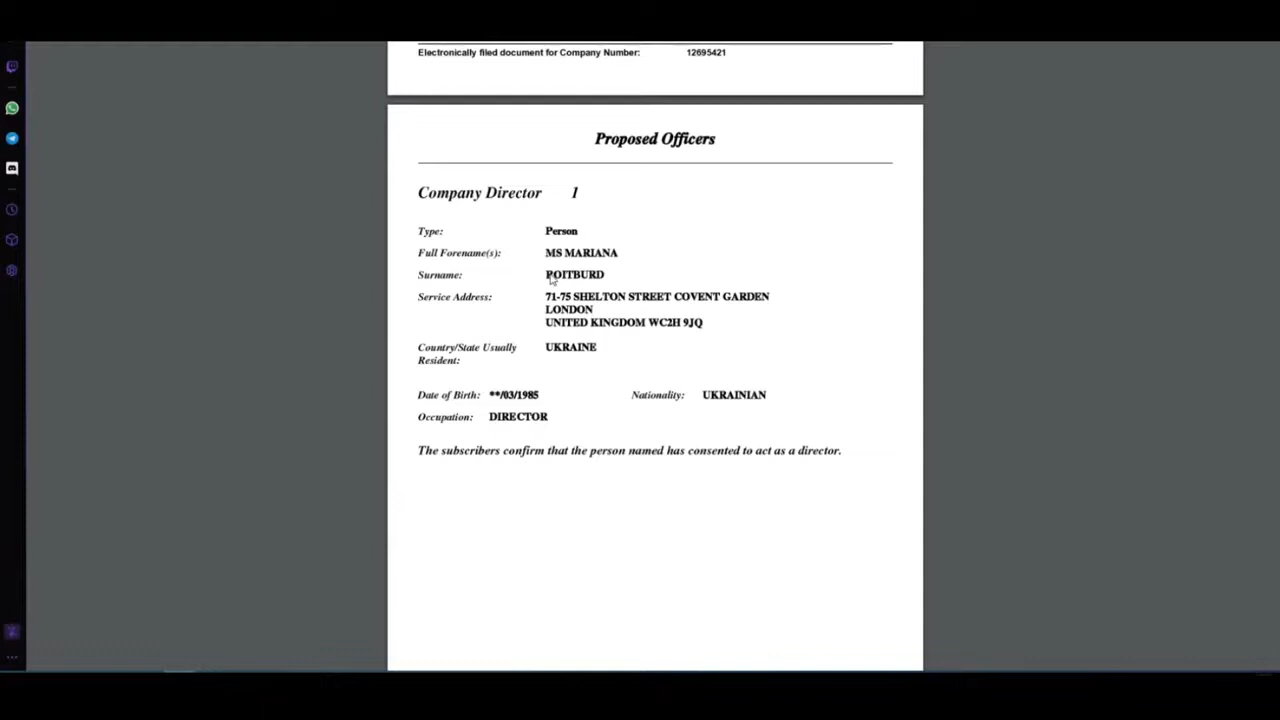 Electronically filed document for Company Number: 12695421
Proposed Officers
Company Director 1
Type: Person
Full Forename(s): MS MARIANA
Surname: POITBURD
Service Address: 71-75 SHELTON STREET COVENT GARDEN
LONDON
UNITED KINGDOM WC2H 9JQ
Country/State Usually UKRAINE
Resident:
Date of Birth: **/03/1985 Nationality: UKRAINIAN
Occupation: DIRECTOR
The subscribers confirm that the person named has consented to act as a director.